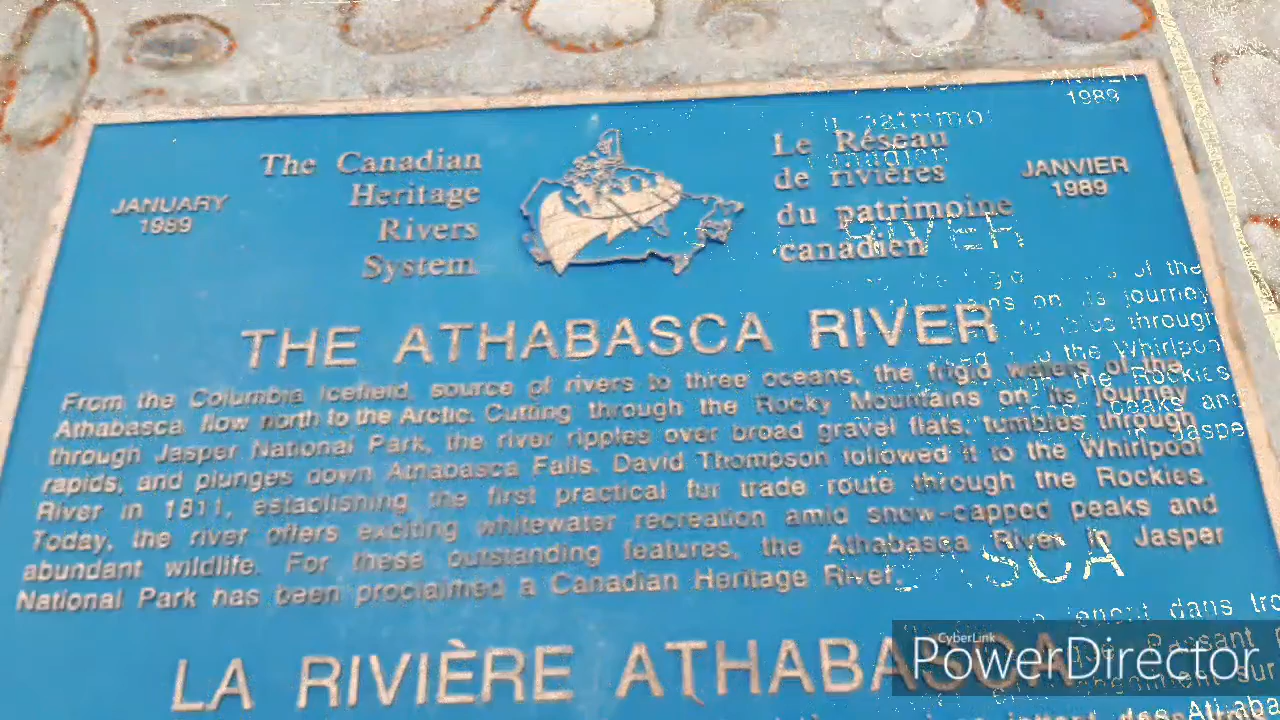 JANUARY
1989
The Canadian
Heritage
Rivers
System
Le Réseau
de rivières
du patrimoine
canadien
JANVIER
1989
THE ATHABASCA RIVER
From the Columbia Icefield, source of rivers to three oceans, the frigid waters of the
Athabasca flow north to the Arctic. Cutting through the Rocky Mountains on its journey
through Jasper National Park, the river ripples over broad gravel flats, tumbles through
rapids, and plunges down Athabasca Falls. David Thompson followed it to the Whirlpool
River in 1811, establishing the first practical fur trade route through the Rockies.
Today, the river offers exciting whitewater recreation amid snow-capped peaks and
abundant wildlife. For these outstanding features, the Athabasca River in Jasper
National Park has been proclaimed a Canadian Heritage River.
LA RIVIÈRE ATHABASCA
CyberLink
PowerDirector